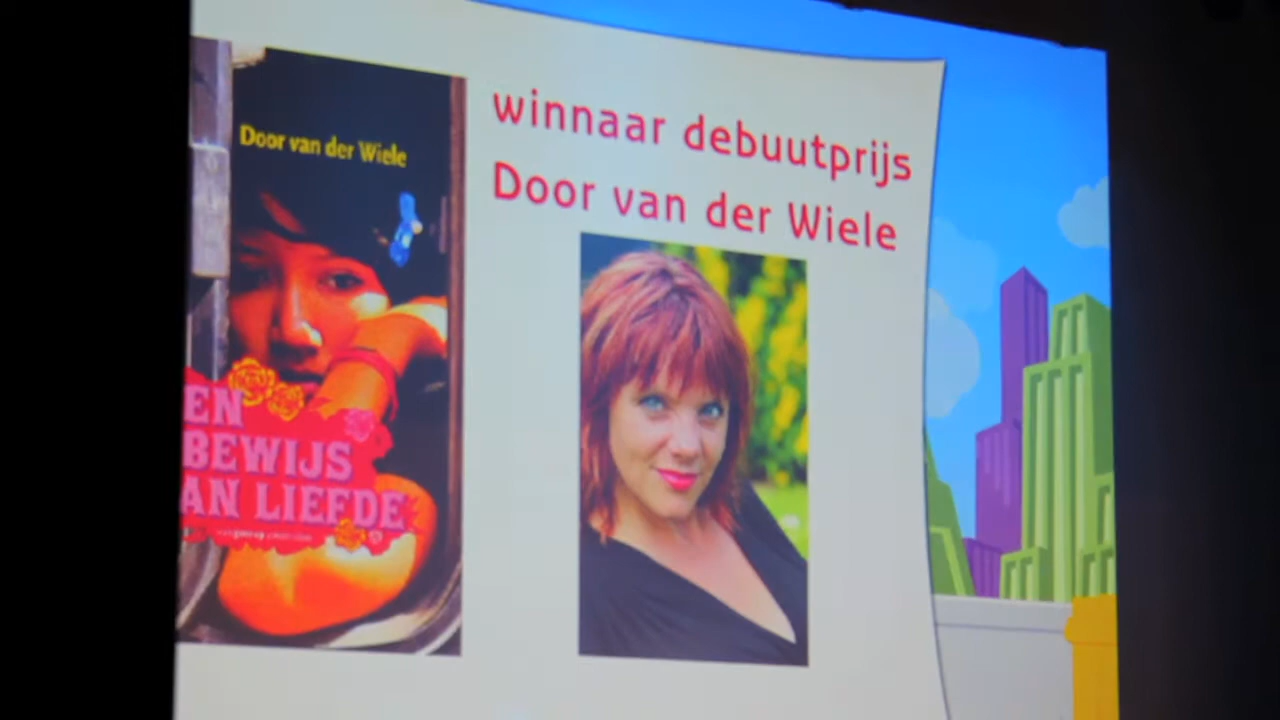 Door van der Wiele
EN
BEWIJS
AN LIEFDE
winnaar debuutprijs
Door van der Wiele